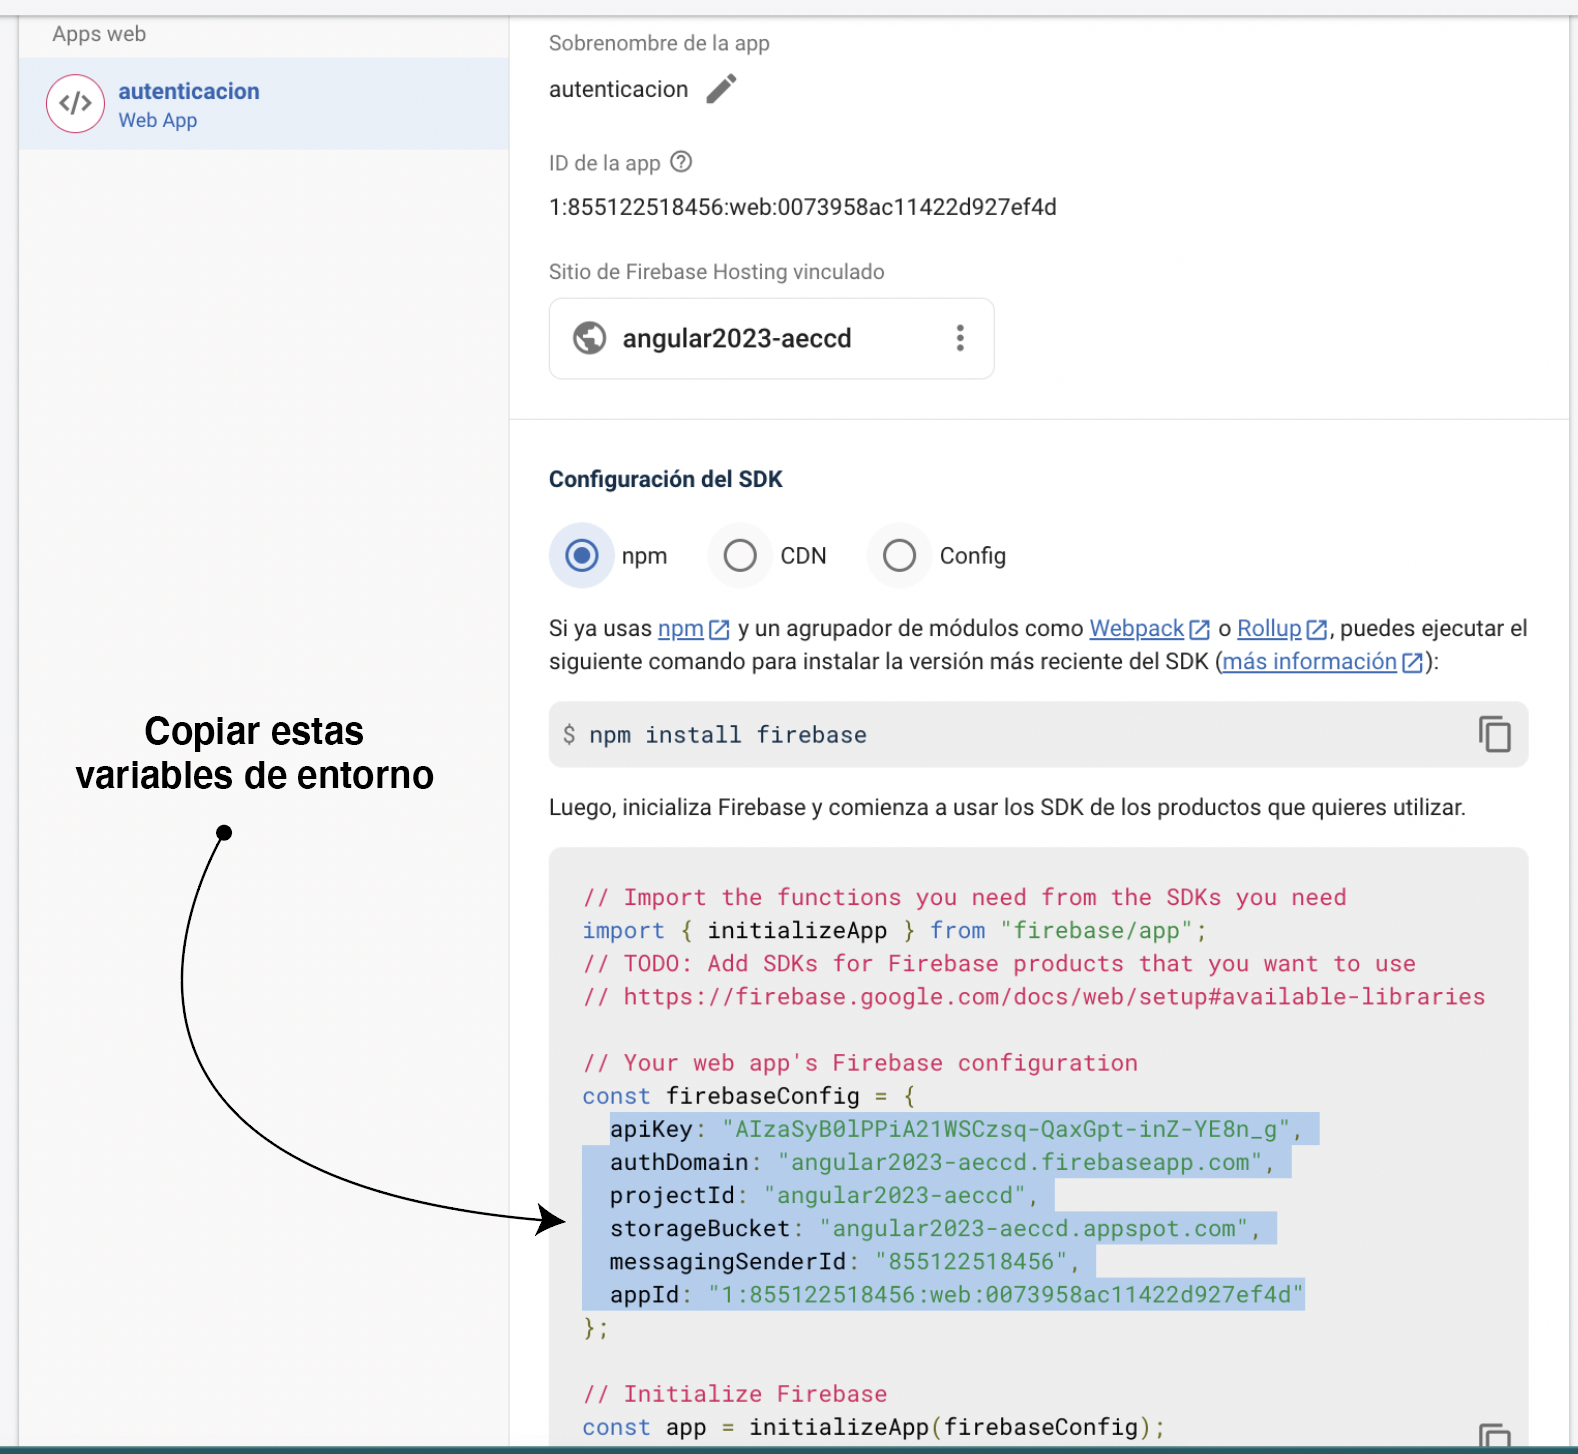 Apps web
</>
autenticacion
Web App
Sobrenombre de la app
autenticacion
ID de la app
1:855122518456:web:0073958ac11422d927ef4d
Sitio de Firebase Hosting vinculado
angular2023-aeccd
Configuración del SDK
npm
CDN
Config
Si ya usas npm y un agrupador de módulos como Webpack o Rollup, puedes ejecutar el
siguiente comando para instalar la versión más reciente del SDK (más información):
$ npm install firebase
Luego, inicializa Firebase y comienza a usar los SDK de los productos que quieres utilizar.
Copiar estas
variables de entorno
// Import the functions you need from the SDKs you need
import { initializeApp } from "firebase/app";
// TODO: Add SDKs for Firebase products that you want to use
// https://firebase.google.com/docs/web/setup#available-libraries
// Your web app's Firebase configuration
const firebaseConfig = {
apiKey: "AIzaSyB0lPPiA21WSCzsq-QaxGpt-inZ-YE8n_g",
authDomain: "angular2023-aeccd.firebaseapp.com",
projectId: "angular2023-aeccd",
storageBucket: "angular2023-aeccd.appspot.com",
messagingSenderId: "855122518456",
appId: "1:855122518456:web:0073958ac11422d927ef4d"
};
// Initialize Firebase
const app = initializeApp(firebaseConfig);